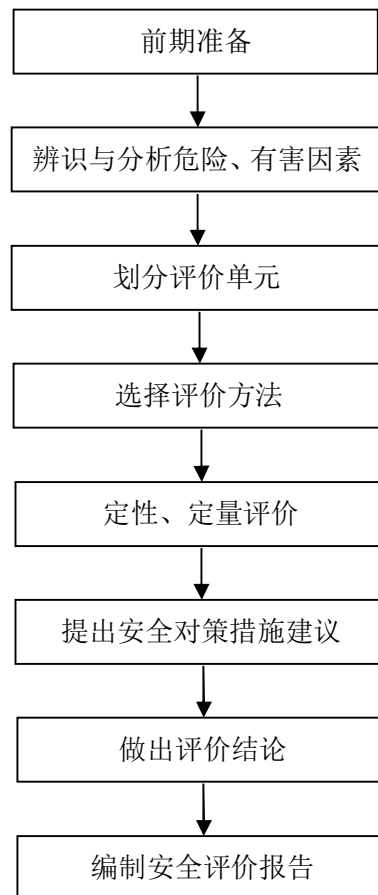 前期准备
辨识与分析危险、有害因素
划分评价单元
选择评价方法
定性、定量评价
提出安全对策措施建议
做出评价结论
编制安全评价报告